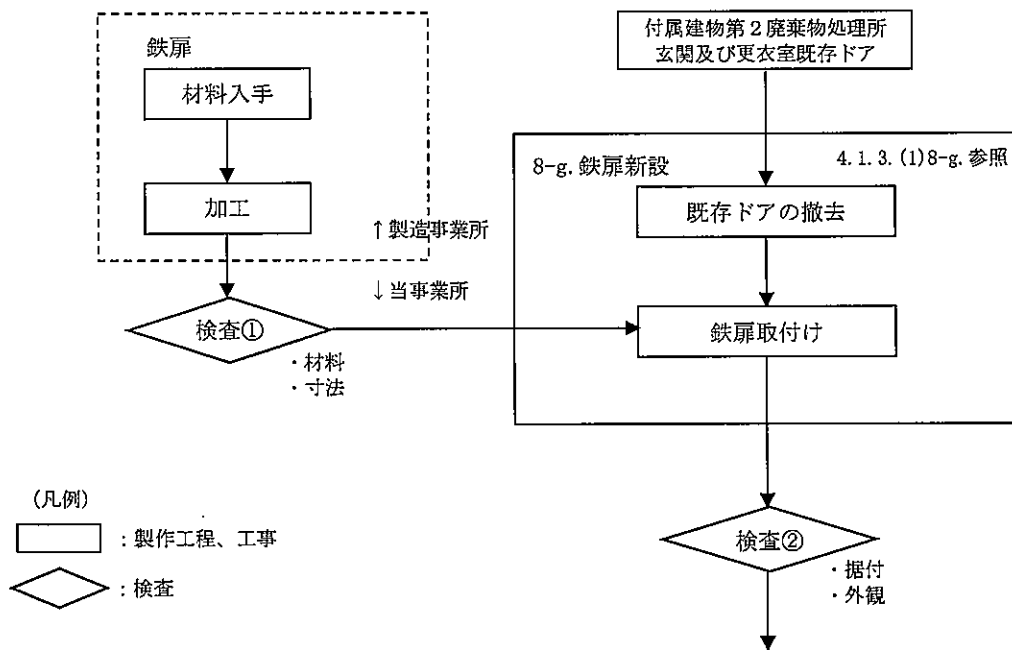 鉄扉
材料入手
加工
↑製造事業所
↓当事業所
検査①
・材料
・寸法
付属建物第2廃棄物処理所
玄関及び更衣室既存ドア
8-g. 鉄扉新設
4.1.3.(1)8-g. 参照
既存ドアの撤去
鉄扉取付け
検査②
・据付
・外観
(凡例)
：製作工程、工事
：検査